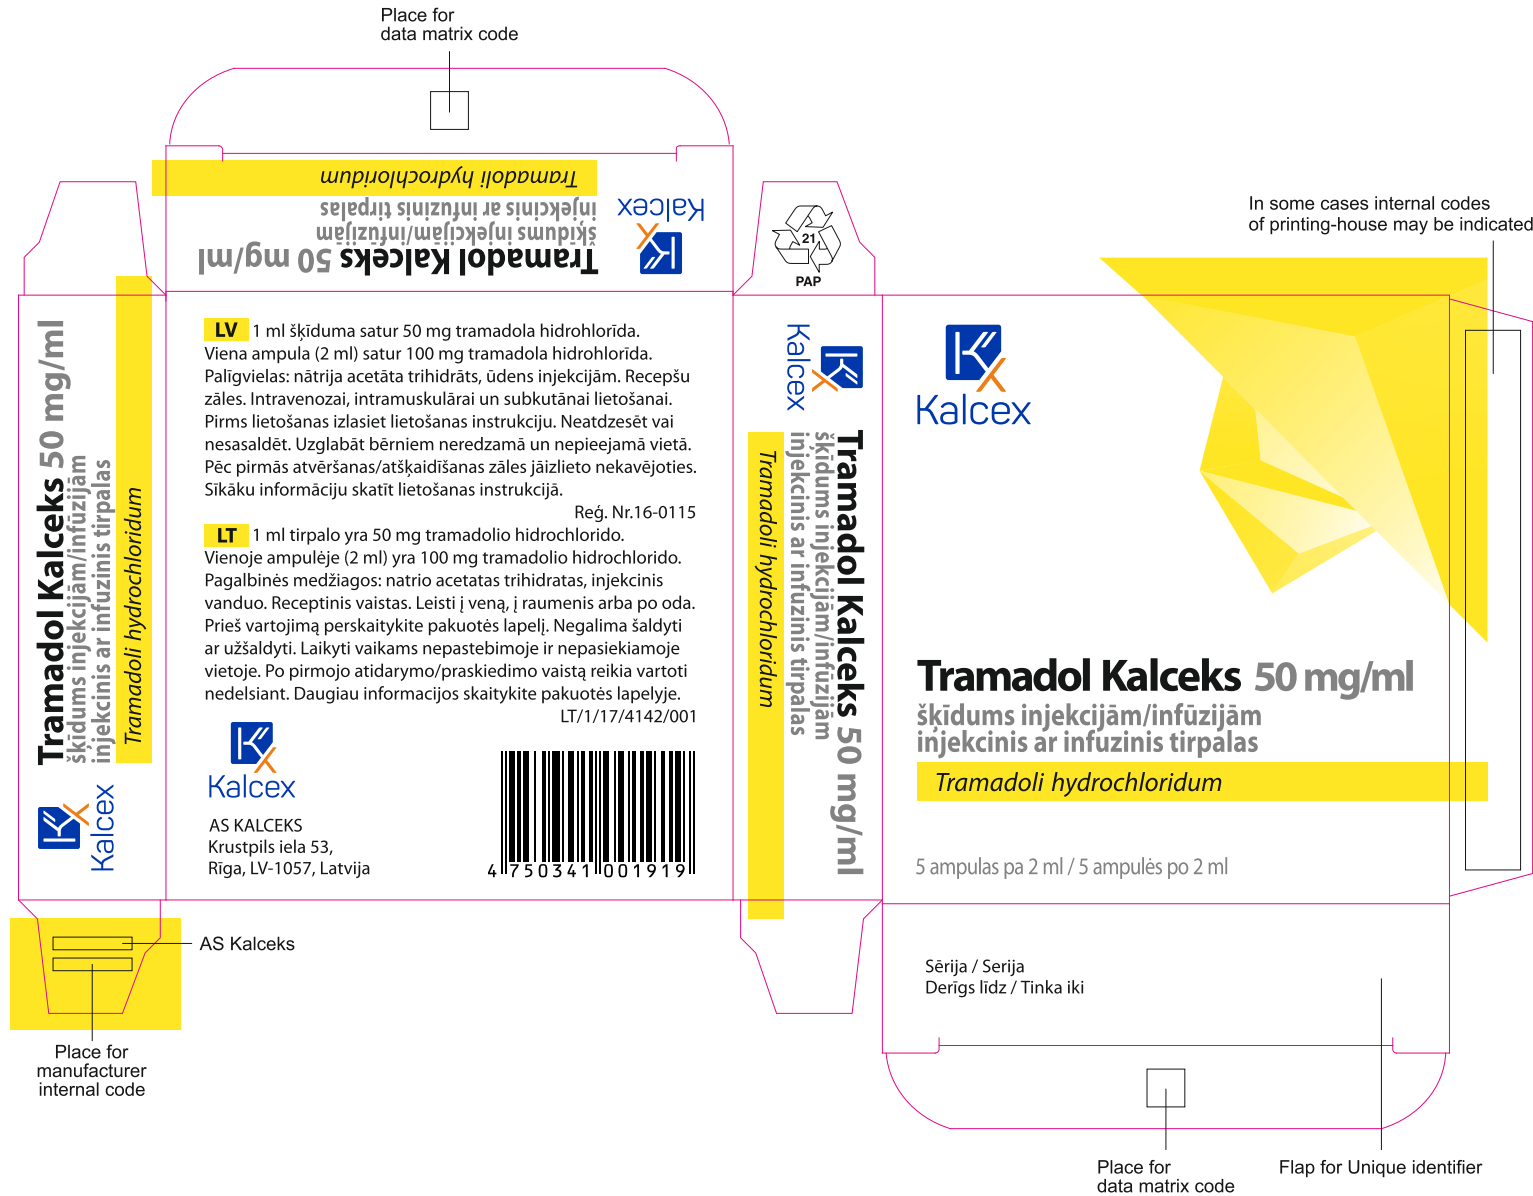 Place for
data matrix code
Tramadoli hydrochloridum
injekcinis ar infuzinis tirpalas
šķīdums injekcijām/infūzijām
Tramadol Kalceks 50 mg/ml
Kalcex
21
PAP
In some cases internal codes
of printing-house may be indicated
Tramadol Kalceks 50 mg/ml
šķīdums injekcijām/infūzijām
injekcinis ar infuzinis tirpalas
Tramadoli hydrochloridum
Kalcex
LV 1 ml šķīduma satur 50 mg tramadola hidrohlorīda.
Viena ampula (2 ml) satur 100 mg tramadola hidrohlorīda.
Palīgvielas: nātrija acetāta trihidrāts, ūdens injekcijām. Recepšu
zāles. Intravenozai, intramuskulārai un subkutānai lietošanai.
Pirms lietošanas izlasiet lietošanas instrukciju. Neatdzesēt vai
nesasaldēt. Uzglabāt bērniem neredzamā un nepieejamā vietā.
Pēc pirmās atvēršanas/atšķaidīšanas zāles jāizlieto nekavējoties.
Sīkāku informāciju skatīt lietošanas instrukcijā.
Reģ. Nr.16-0115
LT 1 ml tirpalo yra 50 mg tramadolio hidrochlorido.
Vienoje ampulėje (2 ml) yra 100 mg tramadolio hidrochlorido.
Pagalbinės medžiagos: natrio acetatas trihidratas, injekcinis
vanduo. Receptinis vaistas. Leisti į veną, į raumenis arba po oda.
Prieš vartojimą perskaitykite pakuotės lapelį. Negalima šaldyti
ar užšaldyti. Laikyti vaikams nepastebimoje ir nepasiekiamoje
vietoje. Po pirmojo atidarymo/praskiedimo vaistą reikia vartoti
nedelsiant. Daugiau informacijos skaitykite pakuotės lapelyje.
LT/1/17/4142/001
Kalcex
AS KALCEKS
Krustpils iela 53,
Rīga, LV-1057, Latvija
4 750341 001919
Kalcex
Tramadol Kalceks 50 mg/ml
šķīdums injekcijām/infūzijām
injekcinis ar infuzinis tirpalas
Tramadoli hydrochloridum
Kalcex
Tramadol Kalceks 50 mg/ml
šķīdums injekcijām/infūzijām
injekcinis ar infuzinis tirpalas
Tramadoli hydrochloridum
5 ampulas pa 2 ml / 5 ampulės po 2 ml
AS Kalceks
Place for
manufacturer
internal code
Sērija / Serija
Derīgs līdz / Tinka iki
Place for
data matrix code
Flap for Unique identifier